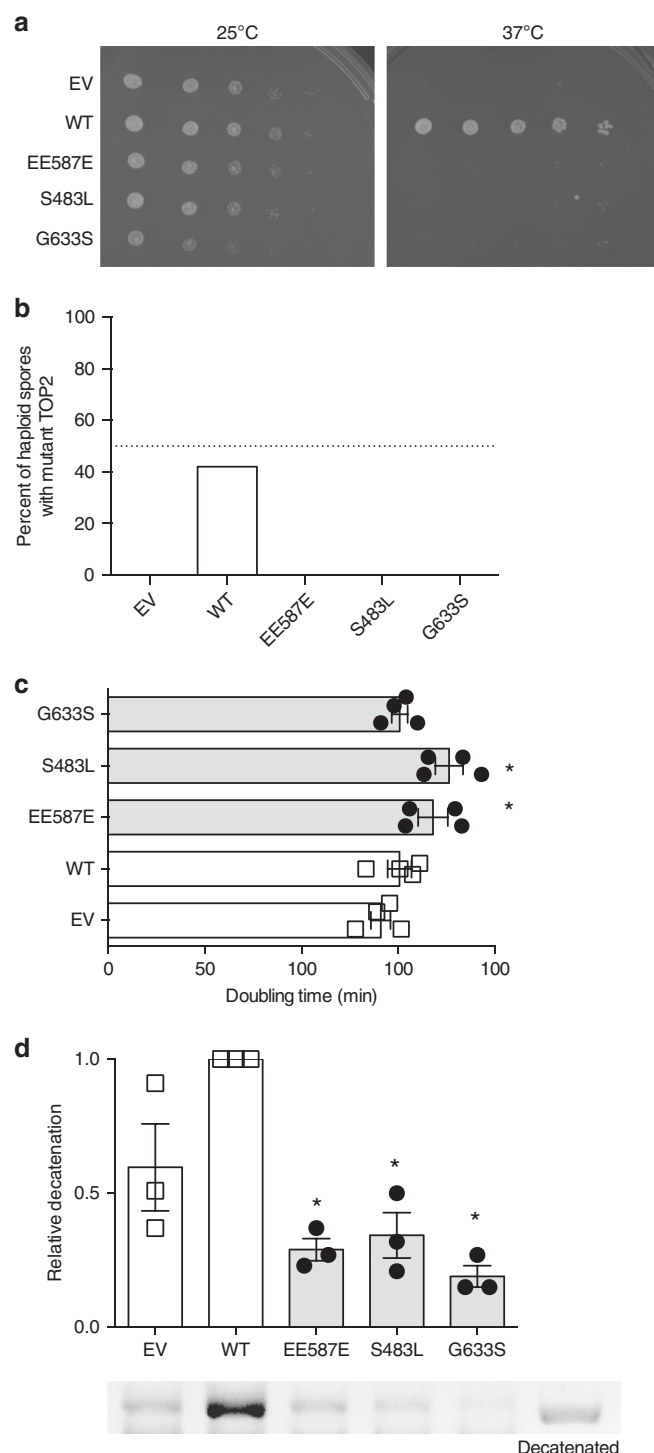 a
25°C
37°C
EV
WT
EE587E
S483L
G633S
b
100
80
60
40
20
0
Percent of haploid spores
with mutant TOP2
EV
WT
EE587E
S483L
G633S
c
G633S
S483L
*
EE587E
*
WT
EV
0
50
100
100
100
Doubling time (min)
d
1.0
0.5
0.0
Relative decatenation
*
*
*
EV
WT
EE587E
S483L
G633S
Decatenated